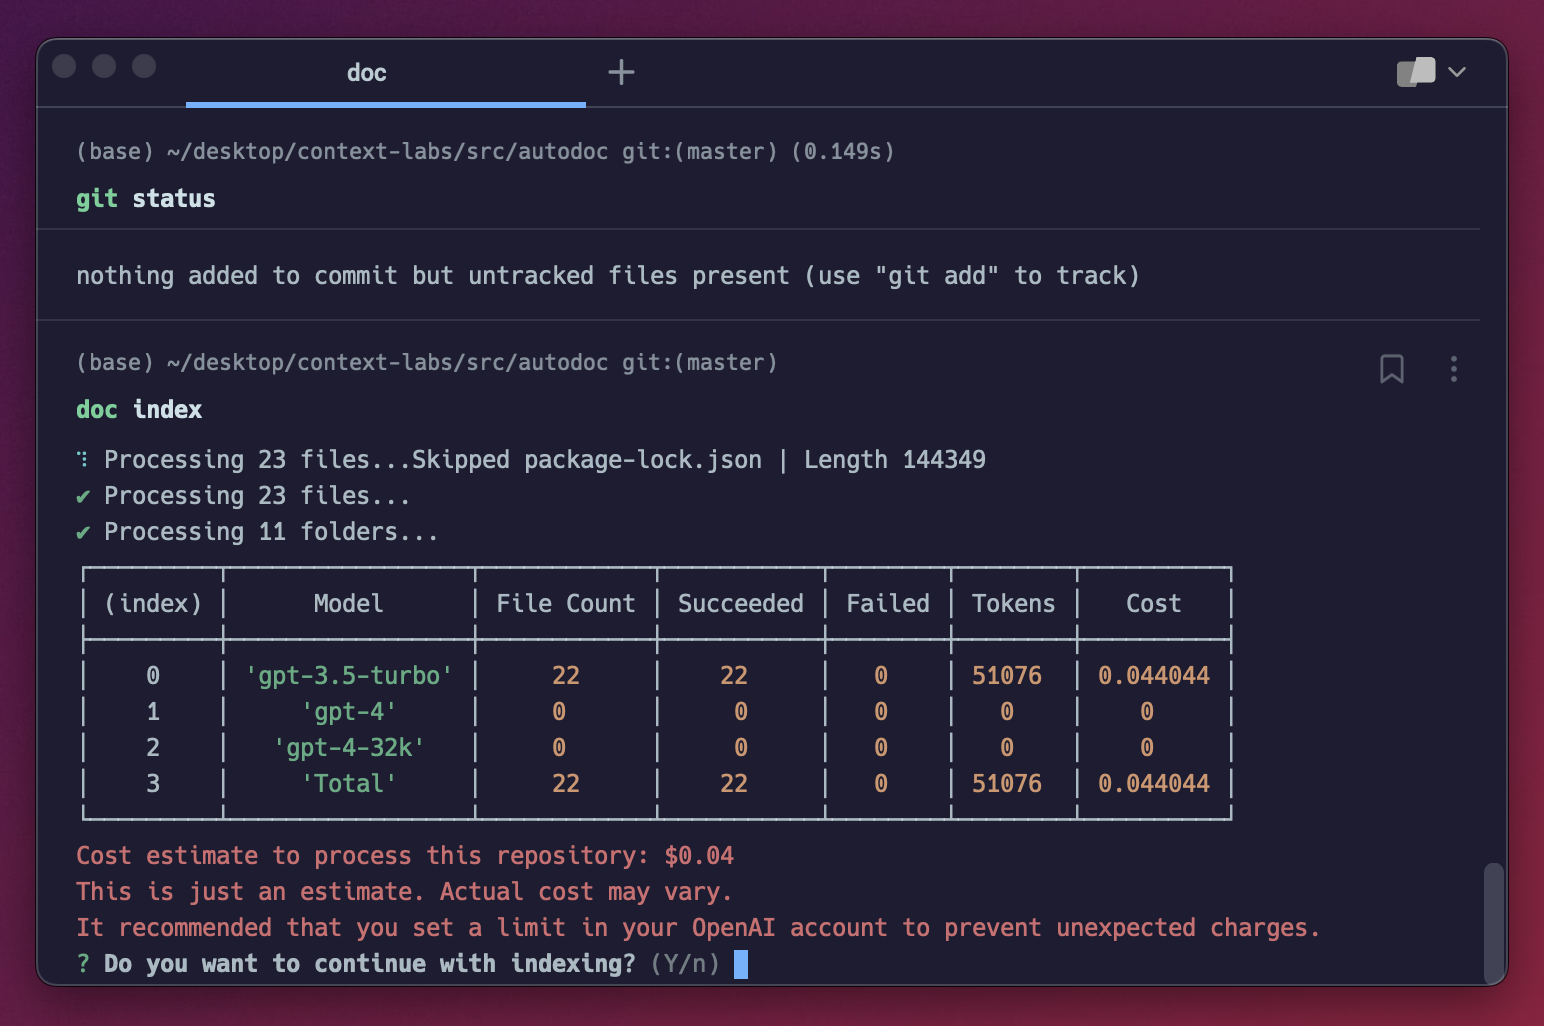 doc
(base) ~/desktop/context-labs/src/autodoc git:(master) (0.149s)
git status
nothing added to commit but untracked files present (use "git add" to track)
(base) ~/desktop/context-labs/src/autodoc git:(master)
doc index
Processing 23 files...Skipped package-lock.json | Length 144349
✔ Processing 23 files...
✔ Processing 11 folders...
(index) | Model | File Count | Succeeded | Failed | Tokens | Cost
0 | 'gpt-3.5-turbo' | 22 | 22 | 0 | 51076 | 0.044044
1 | 'gpt-4' | 0 | 0 | 0 | 0 | 0
2 | 'gpt-4-32k' | 0 | 0 | 0 | 0 | 0
3 | 'Total' | 22 | 22 | 0 | 51076 | 0.044044
Cost estimate to process this repository: $0.04
This is just an estimate. Actual cost may vary.
It recommended that you set a limit in your OpenAI account to prevent unexpected charges.
? Do you want to continue with indexing? (Y/n)